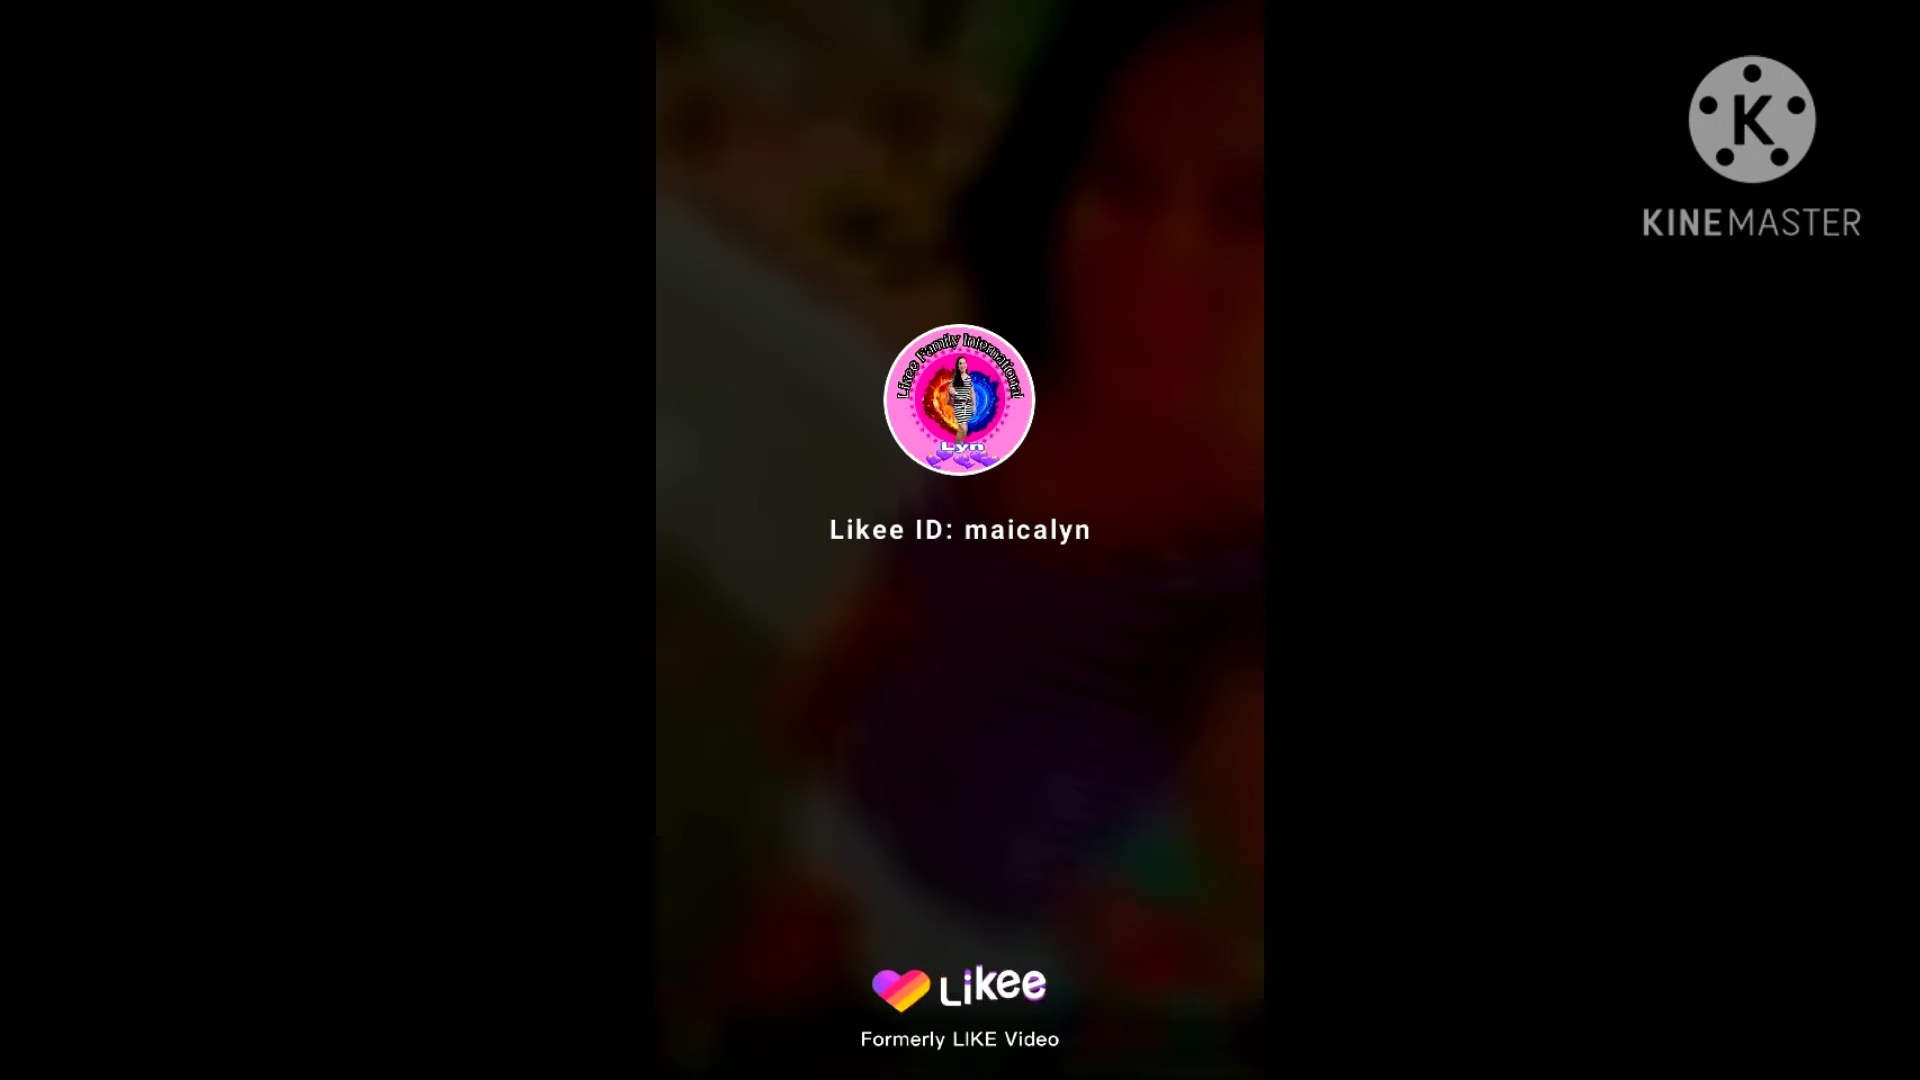 K
KINEMASTER
Likee Family International
Lyn
Likee ID: maicalyn
Likee
Formerly LIKE Video